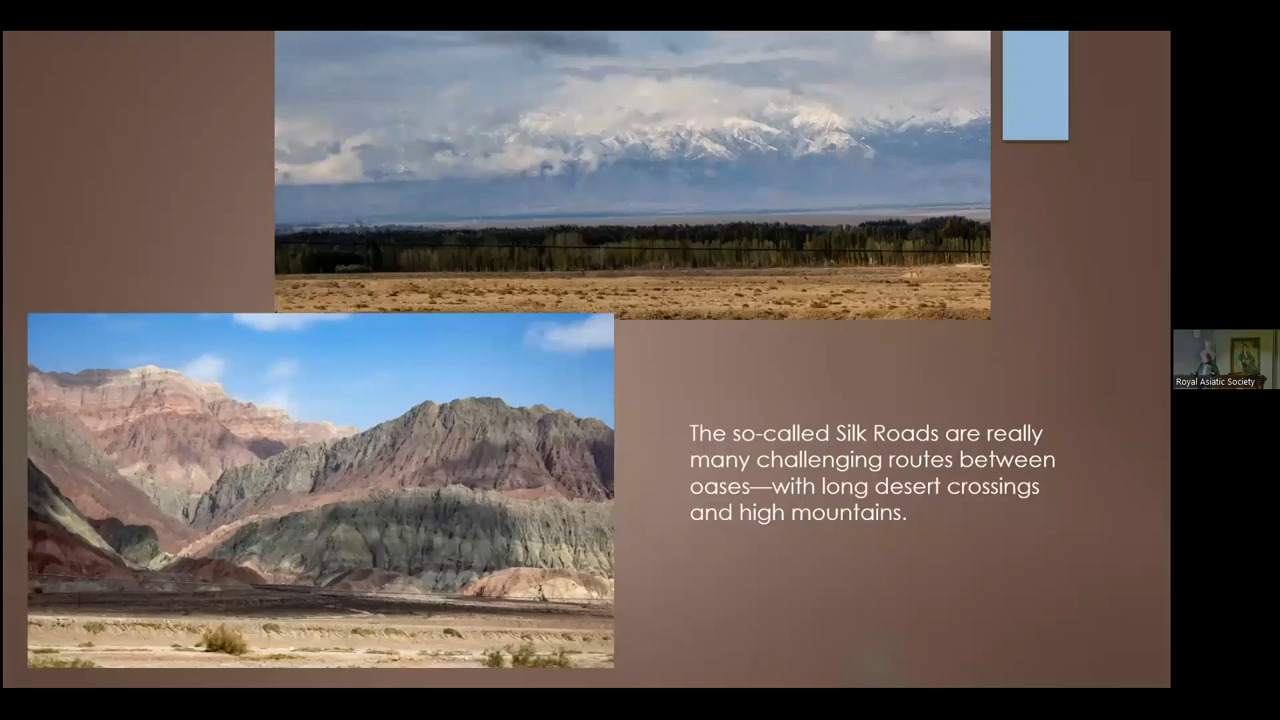 The so-called Silk Roads are really
many challenging routes between
oases—with long desert crossings
and high mountains.
Royal Asiatic Society